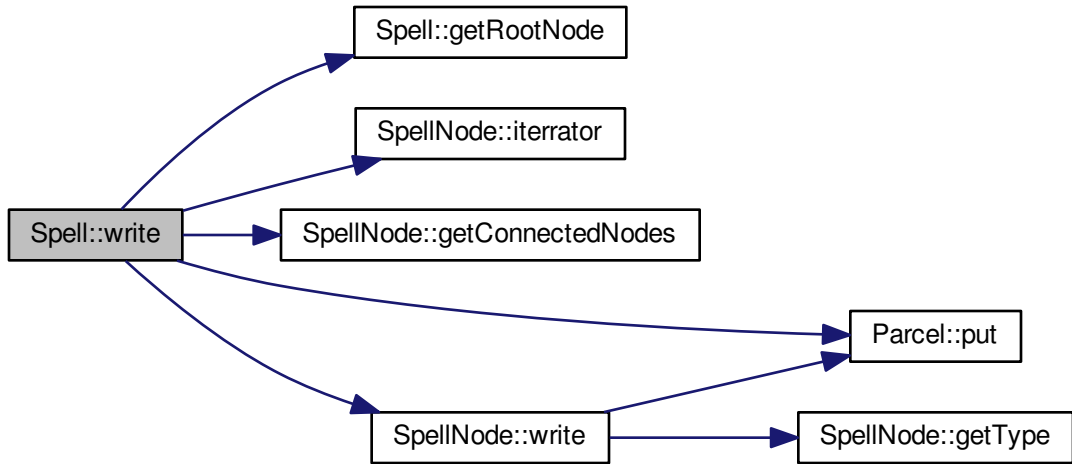 Spell::getRootNode
SpellNode::iterrator
Spell::write
SpellNode::getConnectedNodes
Parcel::put
SpellNode::write
SpellNode::getType